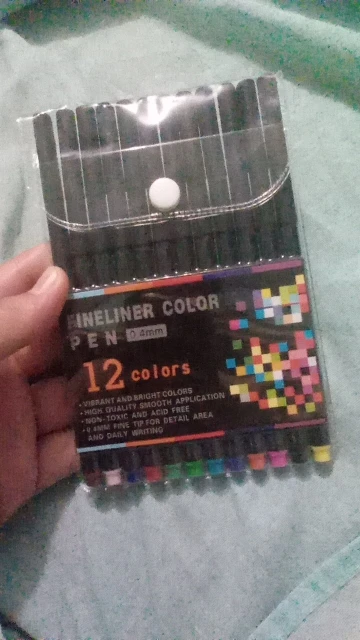 FINELINER COLOR
PEN 0.4mm
12 colors
• VIBRANT AND BRIGHT COLORS
• HIGH QUALITY SMOOTH APPLICATION
• NON-TOXIC AND ACID FREE
• 0.4MM FINE TIP FOR DETAIL AREA
AND DAILY WRITING